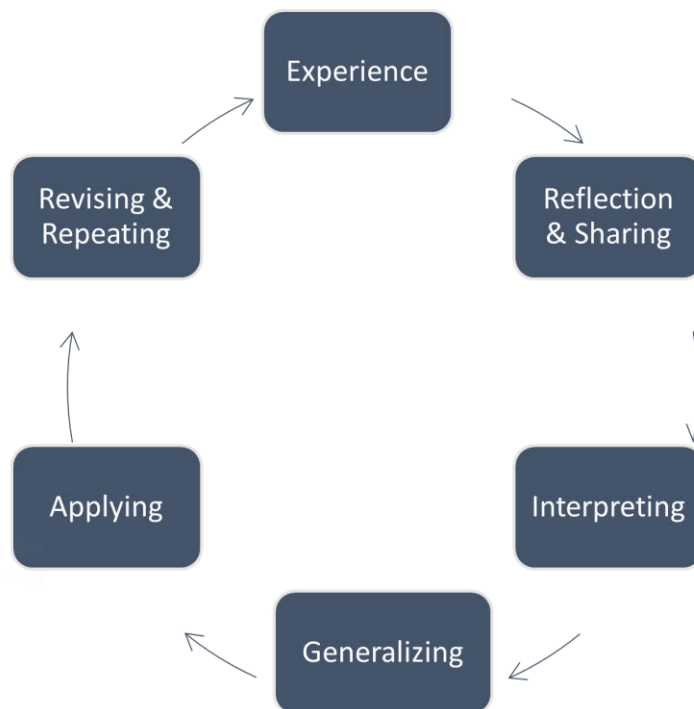 Experience
Reflection
& Sharing
Interpreting
Generalizing
Applying
Revising &
Repeating